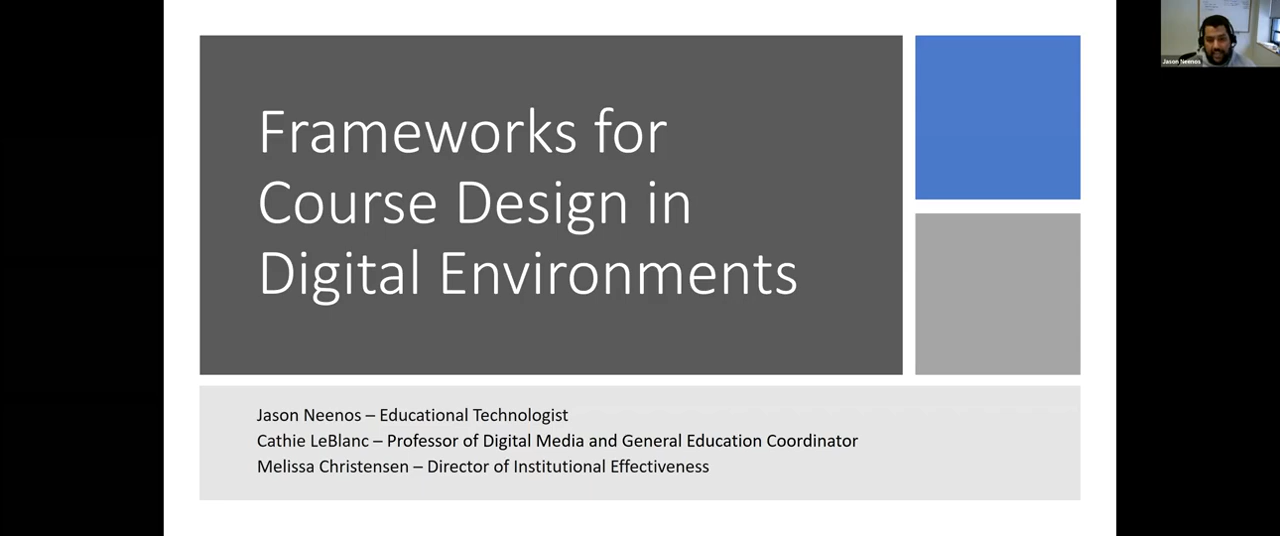 Frameworks for
Course Design in
Digital Environments
Jason Neenos – Educational Technologist
Cathie LeBlanc – Professor of Digital Media and General Education Coordinator
Melissa Christensen – Director of Institutional Effectiveness
Jason Neenos